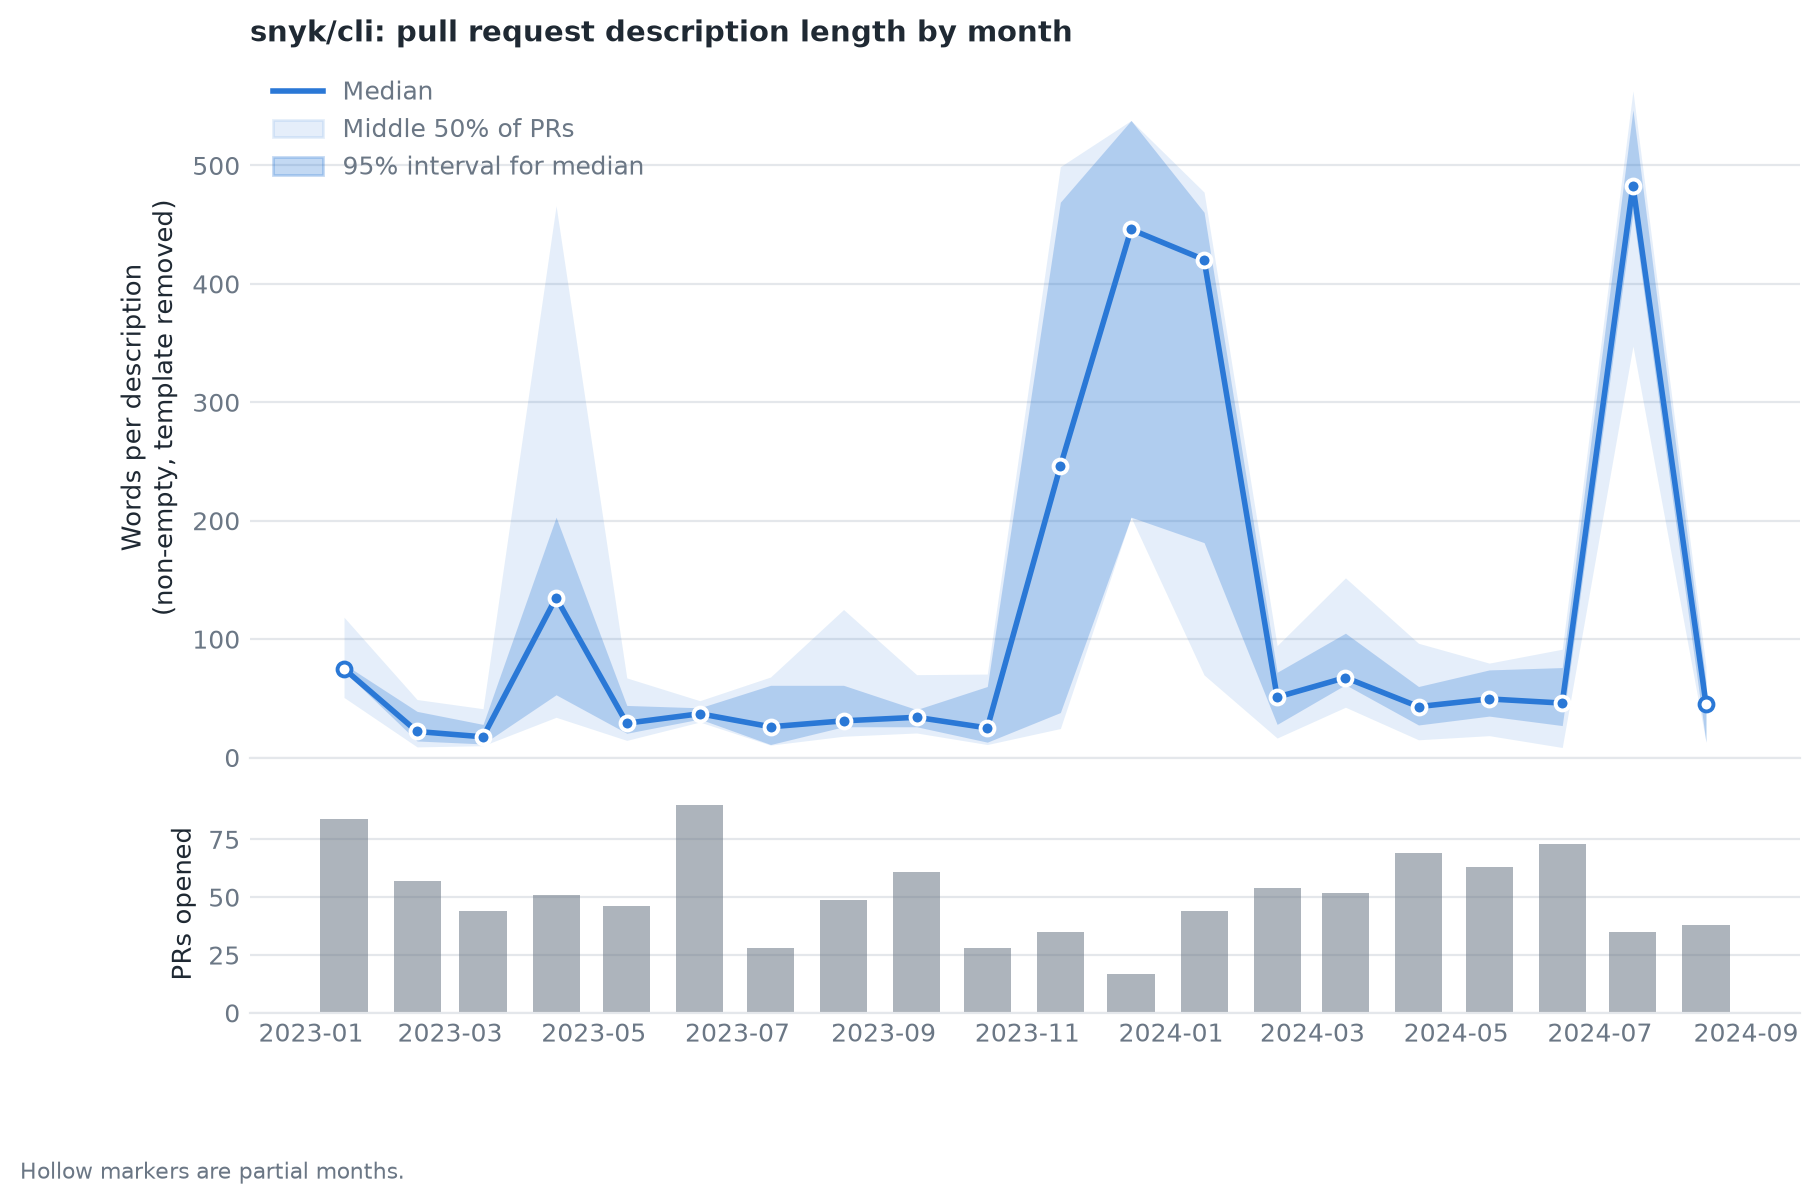 snyk/cli: pull request description length by month
Median
Middle 50% of PRs
95% interval for median
Words per description
(non-empty, template removed)
500
400
300
200
100
0
PRs opened
75
50
25
0
2023-01
2023-03
2023-05
2023-07
2023-09
2023-11
2024-01
2024-03
2024-05
2024-07
2024-09
Hollow markers are partial months.